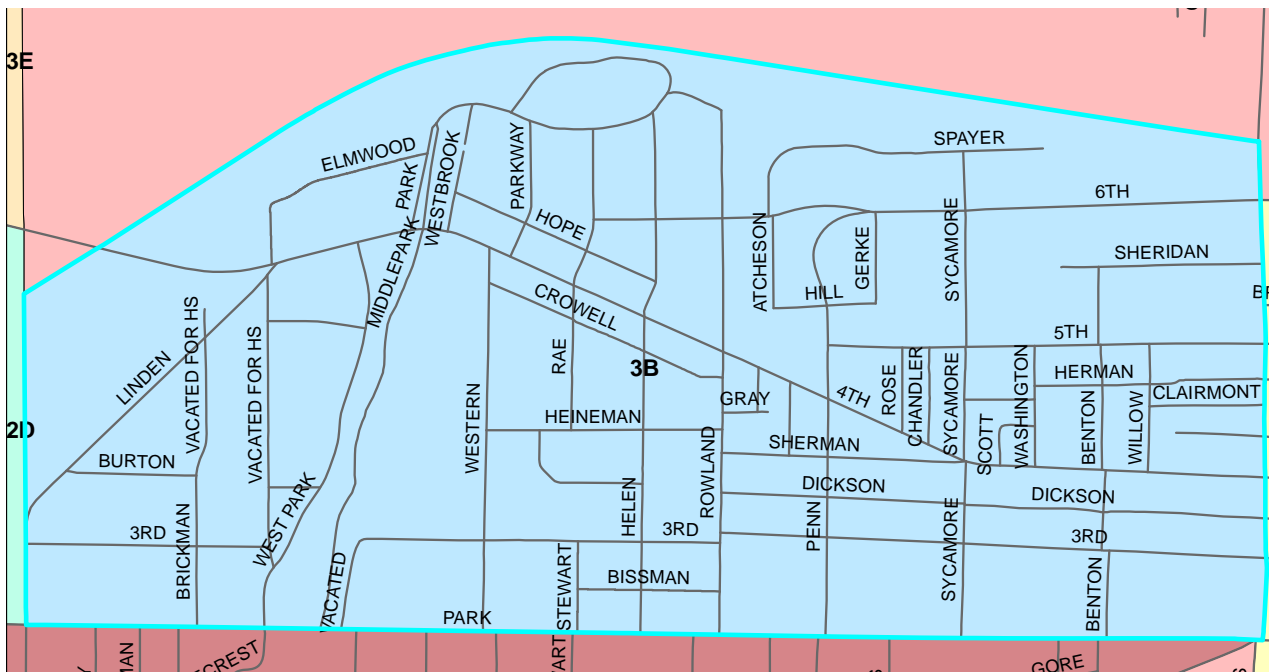 3E
SPAYER
ELMWOOD
PARKWAY
WESTBROOK
PARK
6TH
HOPE
ATCHESON
GERKE
SYCAMORE
SHERIDAN
MIDDLEPARK
HILL
CROWELL
5TH
VACATED FOR HS
VACATED FOR HS
LINDEN
RAE
3B
ROSE
CHANDLER
SYCAMORE
WASHINGTON
HERMAN
CLAIRMONT
GRAY
4TH
2D
WESTERN
HEINEMAN
SHERMAN
SCOTT
BENTON
WILLOW
BURTON
ROWLAND
DICKSON
DICKSON
HELEN
PENN
3RD
WEST PARK
3RD
3RD
BRICKMAN
SYCAMORE
VACATED
STEWART
BISSMAN
BENTON
PARK
GORE